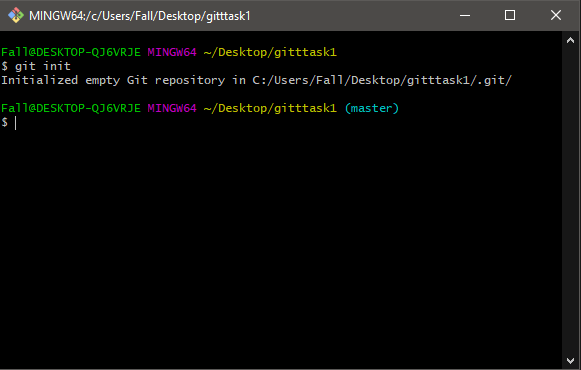 MINGW64:/c/Users/Fall/Desktop/gitttask1
Fall@DESKTOP-QJ6VRJE MINGW64 ~/Desktop/gitttask1
$ git init
Initialized empty Git repository in C:/Users/Fall/Desktop/gitttask1/.git/
Fall@DESKTOP-QJ6VRJE MINGW64 ~/Desktop/gitttask1 (master)
$